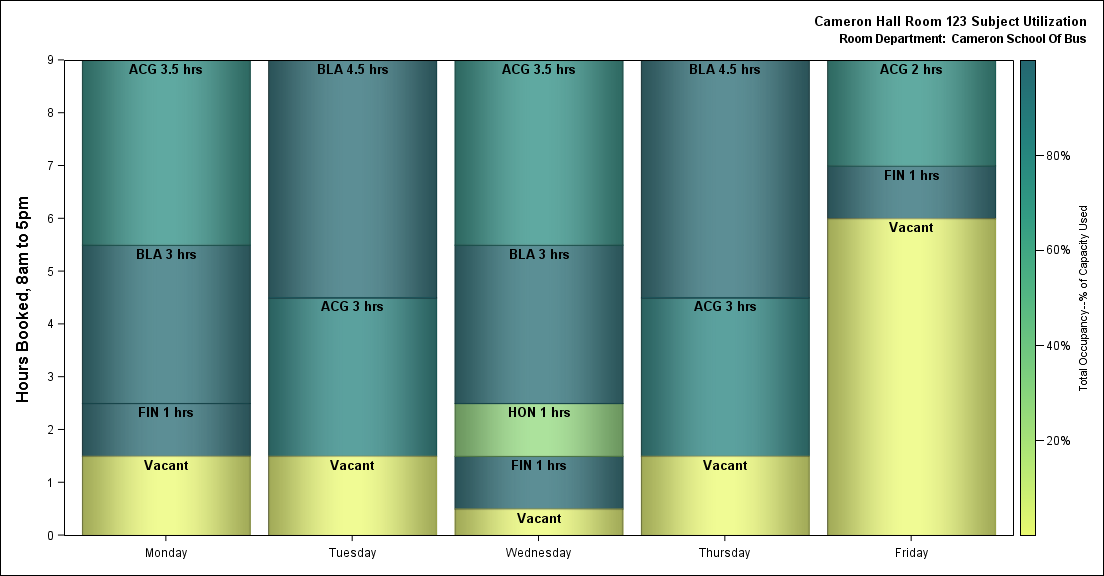 Cameron Hall Room 123 Subject Utilization
Room Department: Cameron School Of Bus
Hours Booked, 8am to 5pm
9
8
7
6
5
4
3
2
1
0
ACG 3.5 hrs
BLA 3 hrs
FIN 1 hrs
Vacant
Monday
BLA 4.5 hrs
ACG 3 hrs
Vacant
Tuesday
ACG 3.5 hrs
BLA 3 hrs
HON 1 hrs
FIN 1 hrs
Vacant
Wednesday
BLA 4.5 hrs
ACG 3 hrs
Vacant
Thursday
ACG 2 hrs
FIN 1 hrs
Vacant
Friday
80%
60%
40%
20%
Total Occupancy--% of Capacity Used